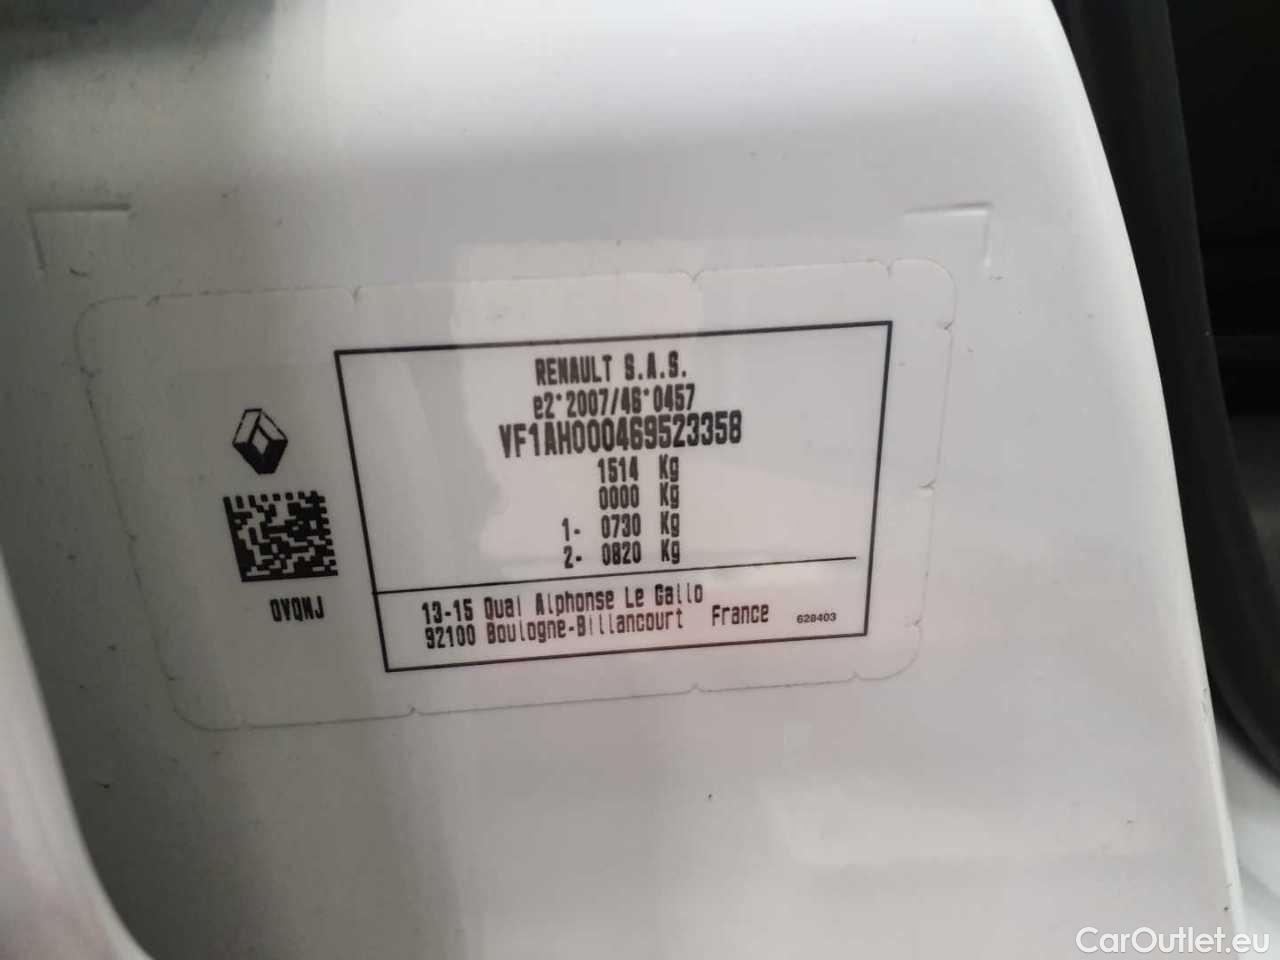 RENAULT S.A.S.
e2*2007/46*0457
VF1AH000469523358
1514 Kg
0000 Kg
1- 0730 Kg
2- 0820 Kg
OVQNJ
13-15 Quai Alphonse Le Gallo
92100 Boulogne-Billancourt France
628403
CarOutlet.eu